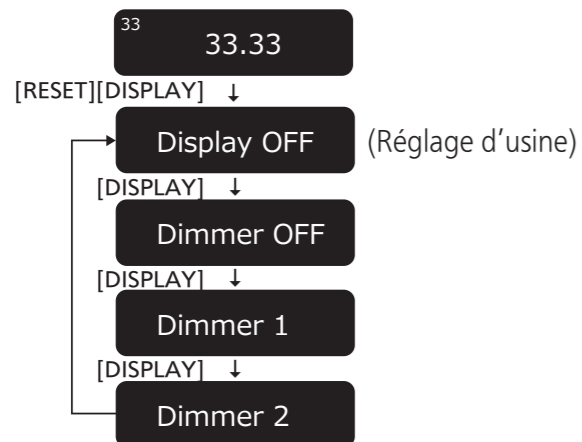 33
33.33
[RESET][DISPLAY] ↓
Display OFF (Réglage d’usine)
[DISPLAY] ↓
Dimmer OFF
[DISPLAY] ↓
Dimmer 1
[DISPLAY] ↓
Dimmer 2